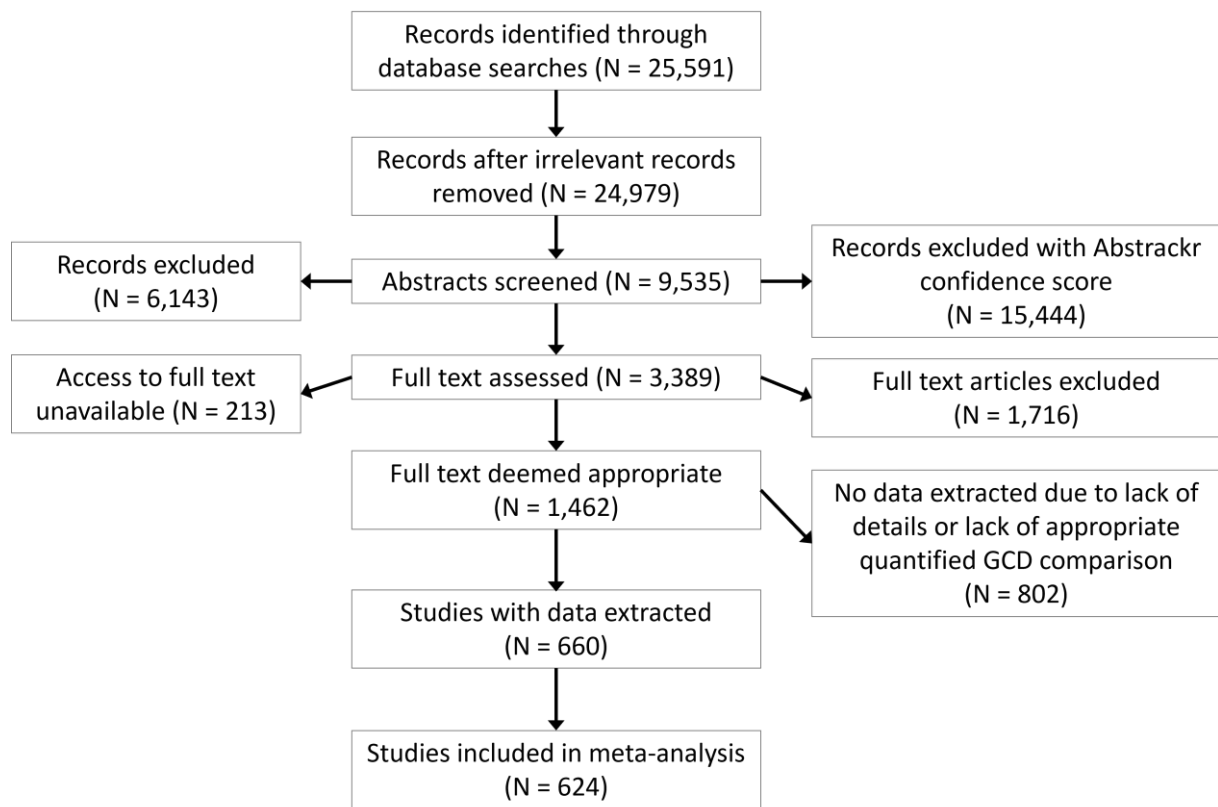 Records identified through
database searches (N = 25,591)
Records after irrelevant records
removed (N = 24,979)
Records excluded
(N = 6,143)
Abstracts screened (N = 9,535)
Records excluded with Abstrackr
confidence score
(N = 15,444)
Access to full text
unavailable (N = 213)
Full text assessed (N = 3,389)
Full text articles excluded
(N = 1,716)
Full text deemed appropriate
(N = 1,462)
No data extracted due to lack of
details or lack of appropriate
quantified GCD comparison
(N = 802)
Studies with data extracted
(N = 660)
Studies included in meta-analysis
(N = 624)